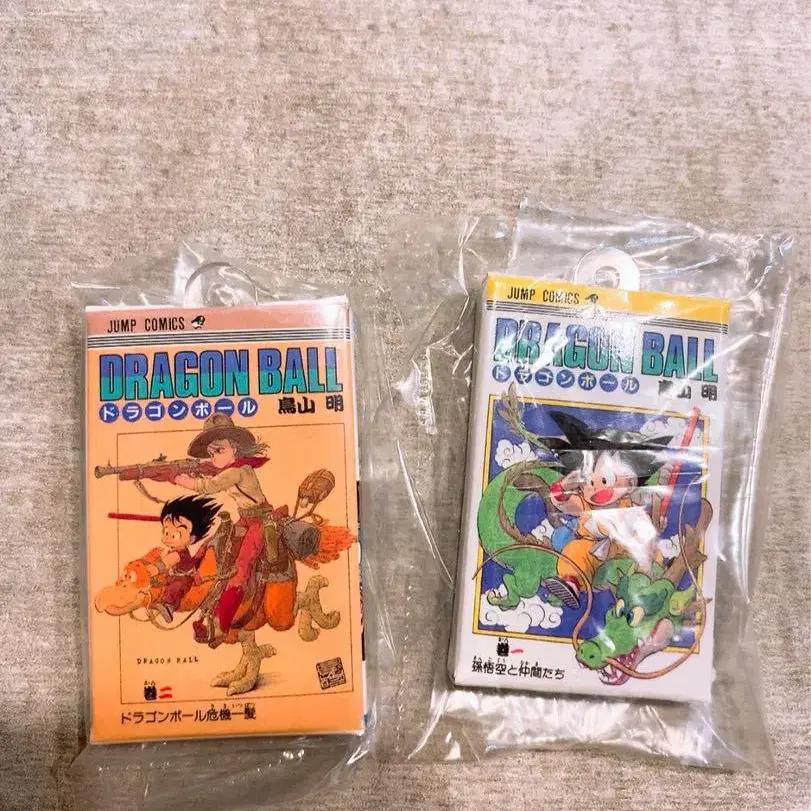 JUMP COMICS
DRAGON BALL
ドラゴンボール 鳥山 明
DRAGON BALL
巻二
ドラゴンボール危機一髪
JUMP COMICS
DRAGON BALL
ドラゴンボール 鳥山 明
巻一
孫悟空と仲間たち